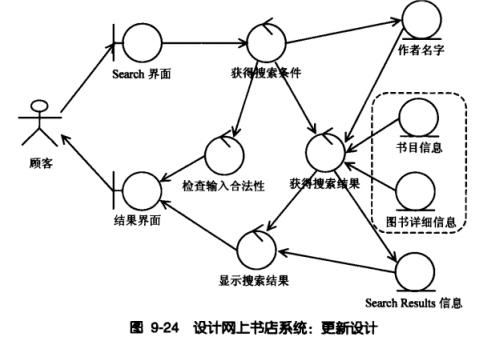 Search 界面
获得搜索条件
作者名字
顾客
书目信息
检查输入合法性
获得搜索结果
结果界面
图书详细信息
显示搜索结果
Search Results 信息
图 9-24 设计网上书店系统：更新设计